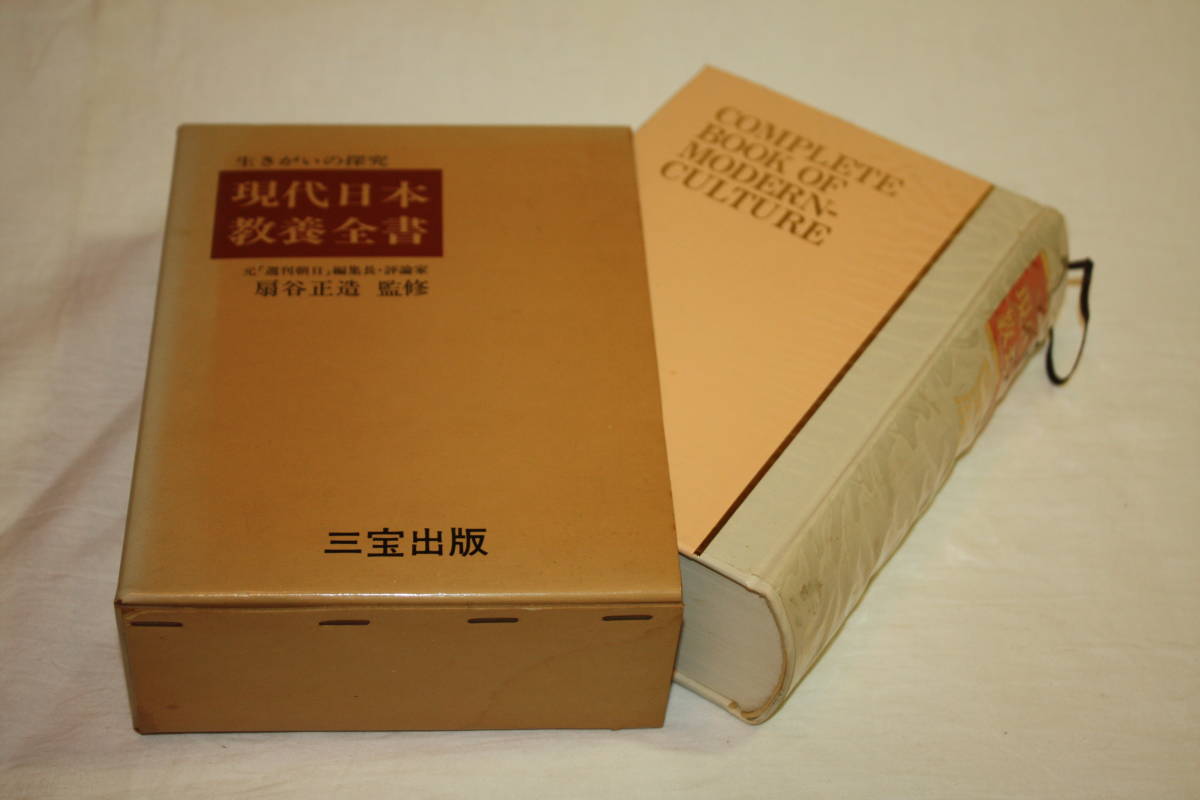 生きがいの探究
現代日本
教養全書
元「週刊朝日」編集長・評論家
扇谷正造 監修
三宝出版
COMPLETE
BOOK OF
MODERN-
CULTURE